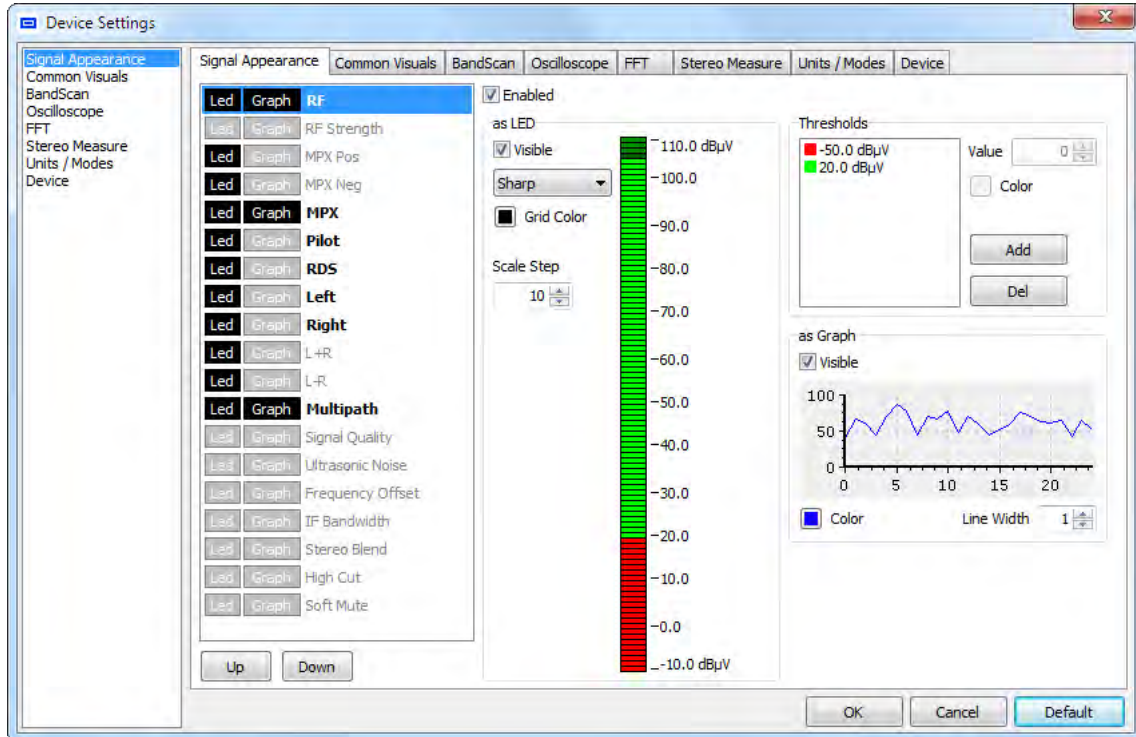 Device Settings
Signal Appearance
Common Visuals
BandScan
Oscilloscope
FFT
Stereo Measure
Units / Modes
Device
Signal Appearance Common Visuals BandScan Oscilloscope FFT Stereo Measure Units / Modes Device
Led Graph RF
Led Graph RF Strength
Led Graph MPX Pos
Led Graph MPX Neg
Led Graph MPX
Led Graph Pilot
Led Graph RDS
Led Graph Left
Led Graph Right
Led Graph L+R
Led Graph L-R
Led Graph Multipath
Led Graph Signal Quality
Led Graph Ultrasonic Noise
Led Graph Frequency Offset
Led Graph IF Bandwidth
Led Graph Stereo Blend
Led Graph High Cut
Led Graph Soft Mute
Up Down
Enabled
as LED
Visible
Sharp
Grid Color
Scale Step
10
110.0 dBµV
-100.0
-90.0
-80.0
-70.0
-60.0
-50.0
-40.0
-30.0
-20.0
-10.0
-0.0
-10.0 dBµV
Thresholds
-50.0 dBµV
20.0 dBµV
Value 0
Color
Add
Del
as Graph
Visible
100
50
0
0 5 10 15 20
Color Line Width 1
OK Cancel Default